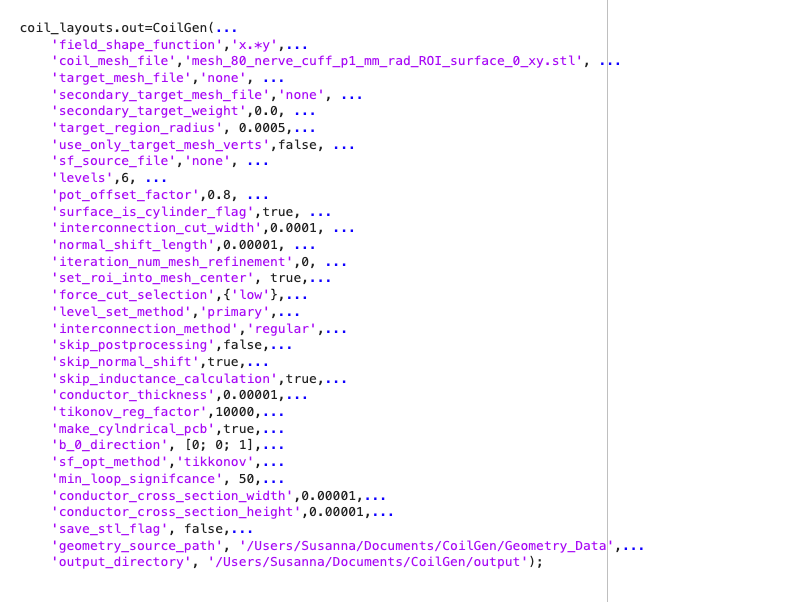 coil_layouts.out=CoilGen(...
'field_shape_function','x.*y',...
'coil_mesh_file','mesh_80_nerve_cuff_p1_mm_rad_ROI_surface_0_xy.stl', ...
'target_mesh_file','none', ...
'secondary_target_mesh_file','none', ...
'secondary_target_weight',0.0, ...
'target_region_radius', 0.0005,...
'use_only_target_mesh_verts',false, ...
'sf_source_file','none', ...
'levels',6, ...
'pot_offset_factor',0.8, ...
'surface_is_cylinder_flag',true, ...
'interconnection_cut_width',0.0001, ...
'normal_shift_length',0.00001, ...
'iteration_num_mesh_refinement',0, ...
'set_roi_into_mesh_center', true,...
'force_cut_selection',{'low'},...
'level_set_method','primary',...
'interconnection_method','regular',...
'skip_postprocessing',false,...
'skip_normal_shift',true,...
'skip_inductance_calculation',true,...
'conductor_thickness',0.00001,...
'tikonov_reg_factor',10000,...
'make_cylndrical_pcb',true,...
'b_0_direction', [0; 0; 1],...
'sf_opt_method','tikkonov',...
'min_loop_signifcance', 50,...
'conductor_cross_section_width',0.00001,...
'conductor_cross_section_height',0.00001,...
'save_stl_flag', false,...
'geometry_source_path', '/Users/Susanna/Documents/CoilGen/Geometry_Data',...
'output_directory', '/Users/Susanna/Documents/CoilGen/output');